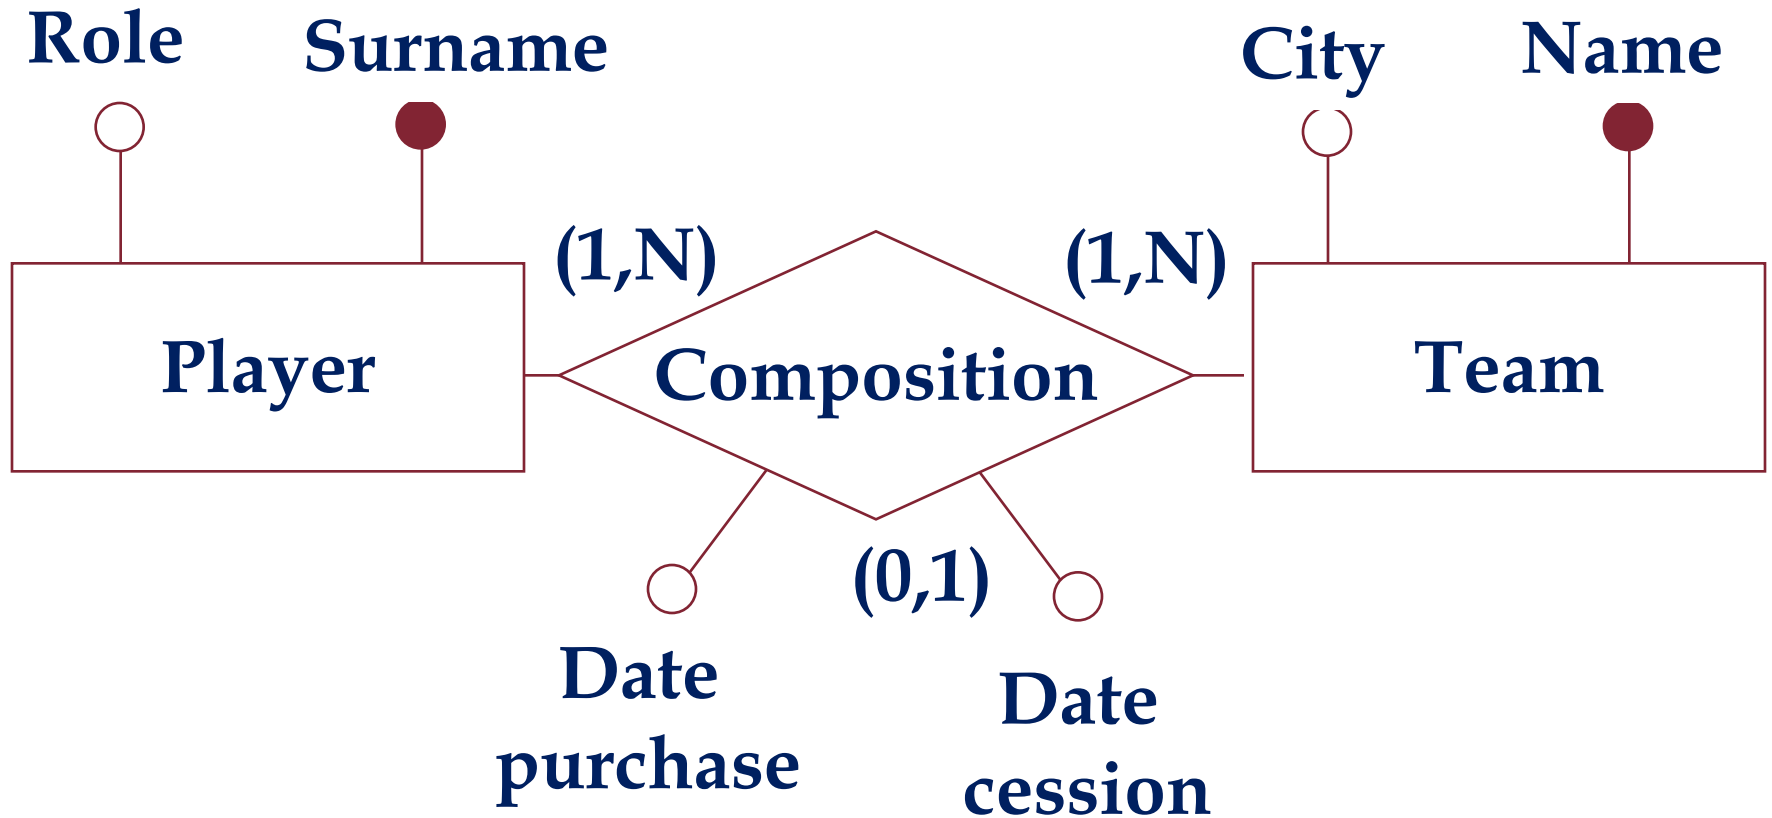 Role
Surname
City
Name
(1,N)
(1,N)
Player
Composition
Team
(0,1)
Date
purchase
Date
cession